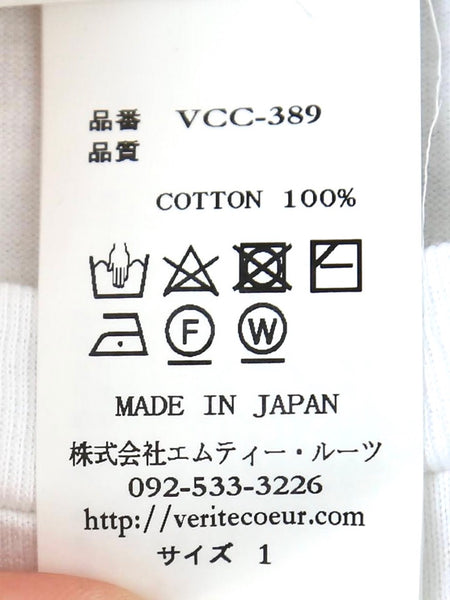 品番 VCC-389
品質
COTTON 100%
F W
MADE IN JAPAN
株式会社エムティー・ルーツ
092-533-3226
http://veritecoeur.com
サイズ 1